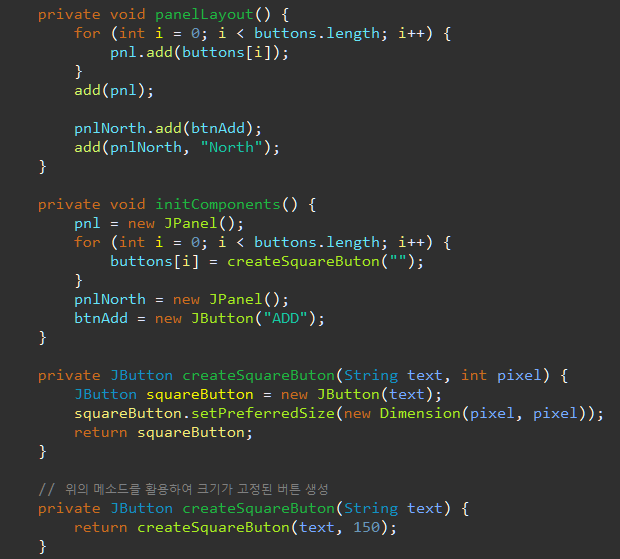 private void panelLayout() {
for (int i = 0; i < buttons.length; i++) {
pnl.add(buttons[i]);
}
add(pnl);
pnlNorth.add(btnAdd);
add(pnlNorth, "North");
}
private void initComponents() {
pnl = new JPanel();
for (int i = 0; i < buttons.length; i++) {
buttons[i] = createSquareButon("");
}
pnlNorth = new JPanel();
btnAdd = new JButton("ADD");
}
private JButton createSquareButon(String text, int pixel) {
JButton squareButton = new JButton(text);
squareButton.setPreferredSize(new Dimension(pixel, pixel));
return squareButton;
}
// 위의 메소드를 활용하여 크기가 고정된 버튼 생성
private JButton createSquareButon(String text) {
return createSquareButon(text, 150);
}